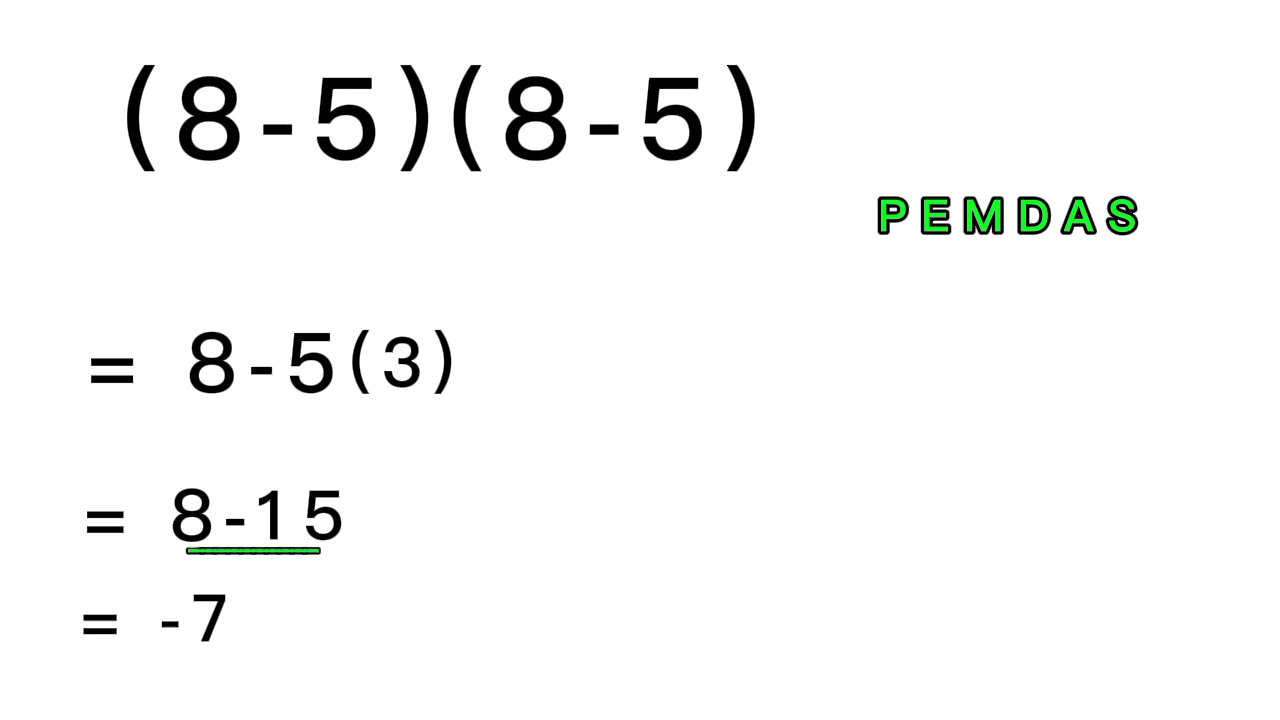 (8-5)(8-5)
PEMDAS
= 8-5(3)
= 8-15
= -7